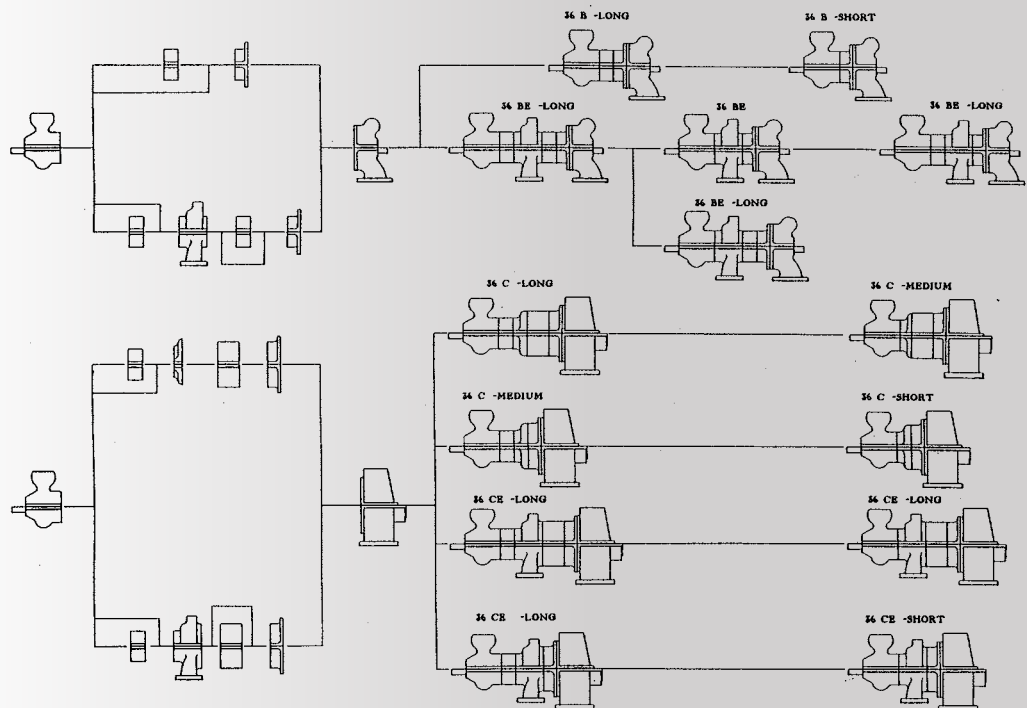 36 B -LONG
36 B -SHORT
36 BE -LONG
36 BE
36 BE -LONG
36 BE -LONG
36 C -LONG
36 C -MEDIUM
36 C -MEDIUM
36 C -SHORT
36 CE -LONG
36 CE -LONG
36 CE -LONG
36 CE -SHORT